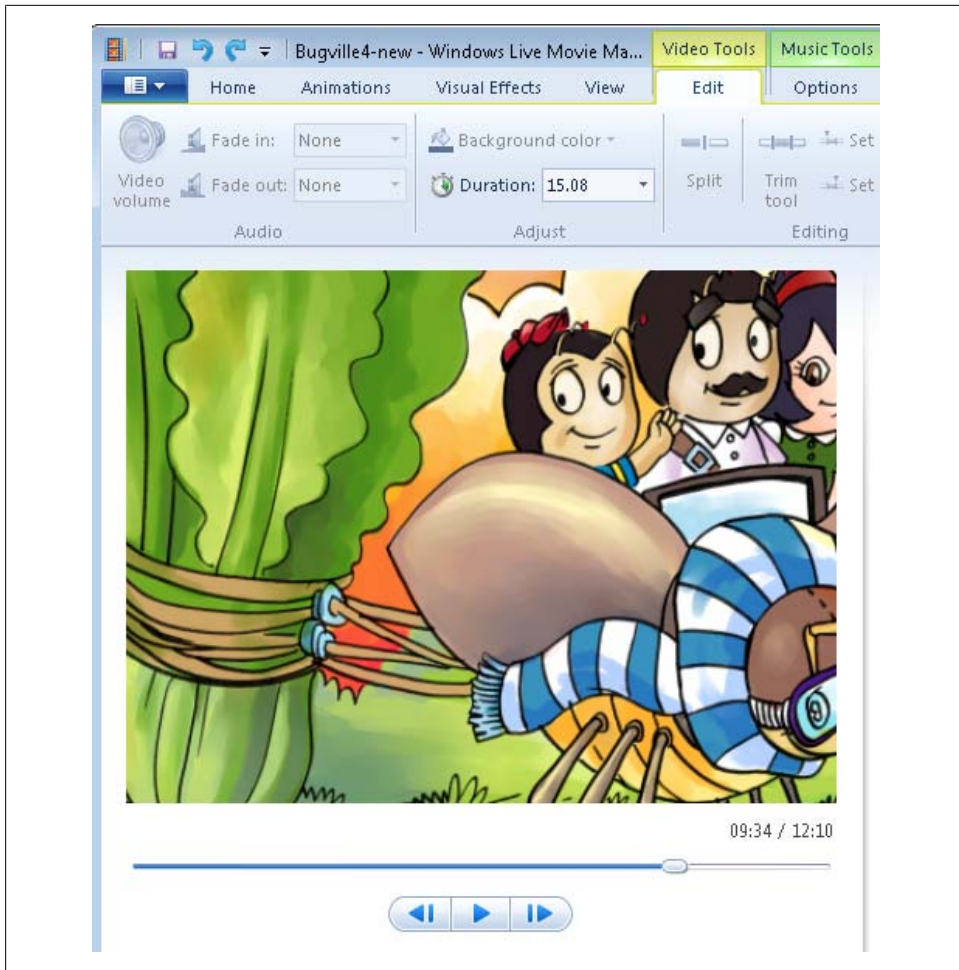 Bugville4-new - Windows Live Movie Ma...
Video Tools
Music Tools
Home
Animations
Visual Effects
View
Edit
Options
Video volume
Fade in: None
Fade out: None
Audio
Background color
Duration: 15.08
Adjust
Split
Trim tool
Set
Set
Editing
09:34 / 12:10